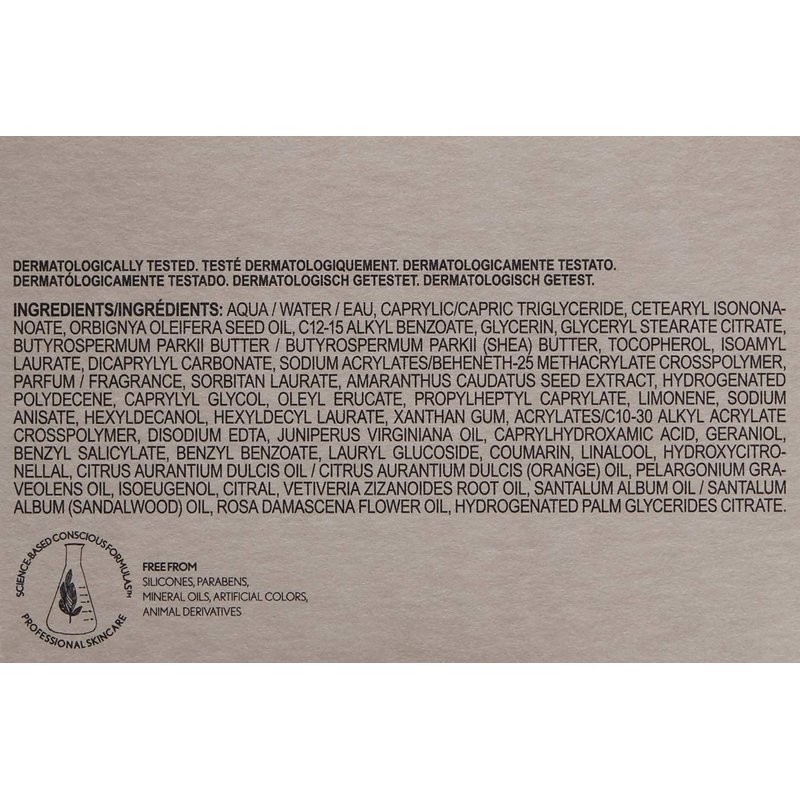 DERMATOLOGICALLY TESTED. TESTÉ DERMATOLOGIQUEMENT. DERMATOLOGICAMENTE TESTATO.
DERMATOLÓGICAMENTE TESTADO. DERMATOLOGISCH GETESTET. DERMATOLOGISCH GETEST.
INGREDIENTS/INGRÉDIENTS: AQUA / WATER / EAU, CAPRYLIC/CAPRIC TRIGLYCERIDE, CETEARYL ISONONA-
NOATE, ORBIGNYA OLEIFERA SEED OIL, C12-15 ALKYL BENZOATE, GLYCERIN, GLYCERYL STEARATE CITRATE,
BUTYROSPERMUM PARKII BUTTER / BUTYROSPERMUM PARKII (SHEA) BUTTER, TOCOPHEROL, ISOAMYL
LAURATE, DICAPRYLYL CARBONATE, SODIUM ACRYLATES/BEHENETH-25 METHACRYLATE CROSSPOLYMER,
PARFUM / FRAGRANCE, SORBITAN LAURATE, AMARANTHUS CAUDATUS SEED EXTRACT, HYDROGENATED
POLYDECENE, CAPRYLYL GLYCOL, OLEYL ERUCATE, PROPYLHEPTYL CAPRYLATE, LIMONENE, SODIUM
ANISATE, HEXYLDECANOL, HEXYLDECYL LAURATE, XANTHAN GUM, ACRYLATES/C10-30 ALKYL ACRYLATE
CROSSPOLYMER, DISODIUM EDTA, JUNIPERUS VIRGINIANA OIL, CAPRYLHYDROXAMIC ACID, GERANIOL,
BENZYL SALICYLATE, BENZYL BENZOATE, LAURYL GLUCOSIDE, COUMARIN, LINALOOL, HYDROXYCITRO-
NELLAL, CITRUS AURANTIUM DULCIS OIL / CITRUS AURANTIUM DULCIS (ORANGE) OIL, PELARGONIUM GRA-
VEOLENS OIL, ISOEUGENOL, CITRAL, VETIVERIA ZIZANOIDES ROOT OIL, SANTALUM ALBUM OIL / SANTALUM
ALBUM (SANDALWOOD) OIL, ROSA DAMASCENA FLOWER OIL, HYDROGENATED PALM GLYCERIDES CITRATE.
SCIENCE-BASED CONSCIOUS FORMULAS™
PROFESSIONAL SKINCARE
FREE FROM
SILICONES, PARABENS,
MINERAL OILS, ARTIFICIAL COLORS,
ANIMAL DERIVATIVES